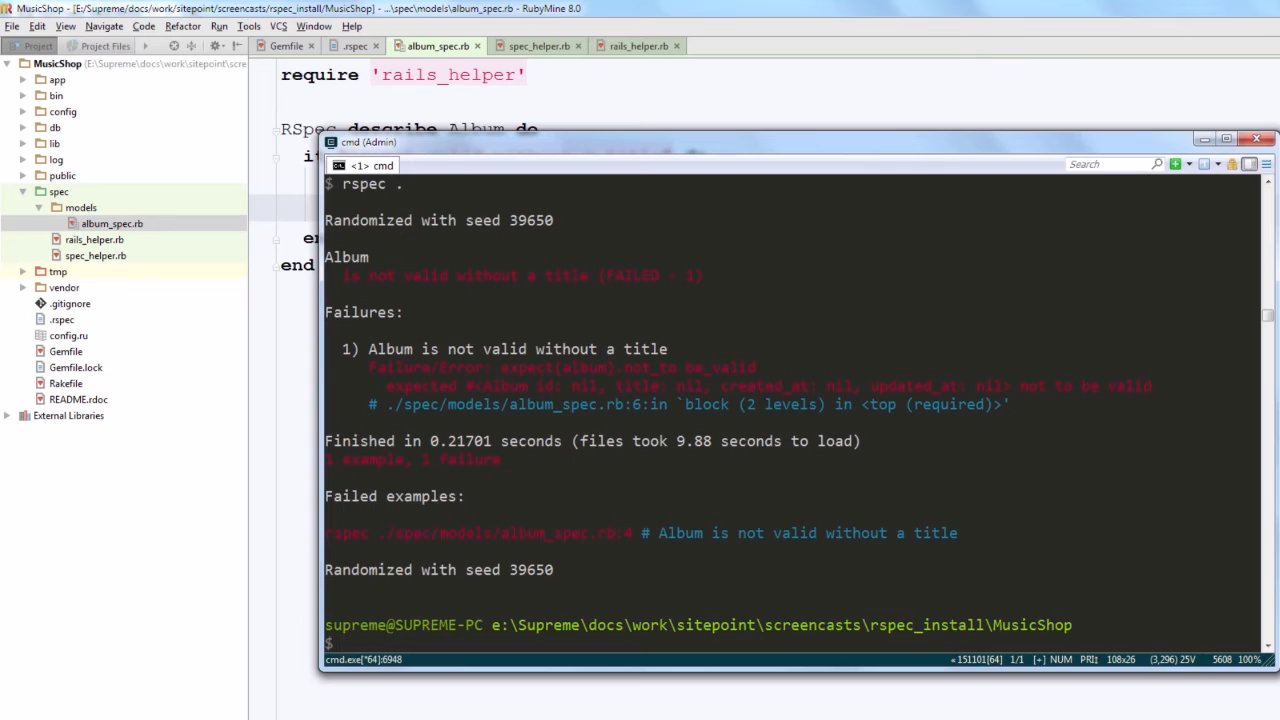 MusicShop - [E:/Supreme/docs/work/sitepoint/screencasts/rspec_install/MusicShop] - ...\spec\models\album_spec.rb - RubyMine 8.0
File Edit View Navigate Code Refactor Run Tools VCS Window Help
Project Project Files Gemfile .rspec album_spec.rb spec_helper.rb rails_helper.rb
MusicShop (E:/Supreme/docs/work/sitepoint/scre
app
bin
config
db
lib
log
public
spec
models
album_spec.rb
rails_helper.rb
spec_helper.rb
tmp
vendor
.gitignore
.rspec
config.ru
Gemfile
Gemfile.lock
Rakefile
README.rdoc
External Libraries
require 'rails_helper'
RSpec describe Album do
end
cmd (Admin)
<1> cmd
Search
$ rspec .
Randomized with seed 39650
Album
is not valid without a title (FAILED - 1)
Failures:
1) Album is not valid without a title
Failure/Error: expect(album).not_to be_valid
expected #<Album id: nil, title: nil, created_at: nil, updated_at: nil> not to be valid
# ./spec/models/album_spec.rb:6:in `block (2 levels) in <top (required)>'
Finished in 0.21701 seconds (files took 9.88 seconds to load)
1 example, 1 failure
Failed examples:
rspec ./spec/models/album_spec.rb:4 # Album is not valid without a title
Randomized with seed 39650
supreme@SUPREME-PC e:\Supreme\docs\work\sitepoint\screencasts\rspec_install\MusicShop
$
cmd.exe[*64]:6948 «151101[64] 1/1 [+] NUM PRI↕ 108x26 (3,296) 25V 5608 100%